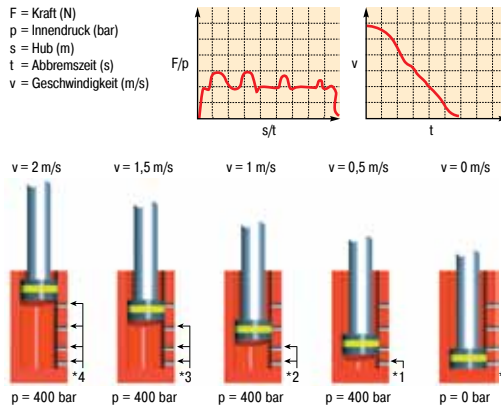 F = Kraft (N)
p = Innendruck (bar)
s = Hub (m)
t = Abbremszeit (s)
v = Geschwindigkeit (m/s)
F/p
s/t
v
t
v = 2 m/s
v = 1,5 m/s
v = 1 m/s
v = 0,5 m/s
v = 0 m/s
*4
*3
*2
*1
p = 400 bar
p = 400 bar
p = 400 bar
p = 400 bar
p = 0 bar